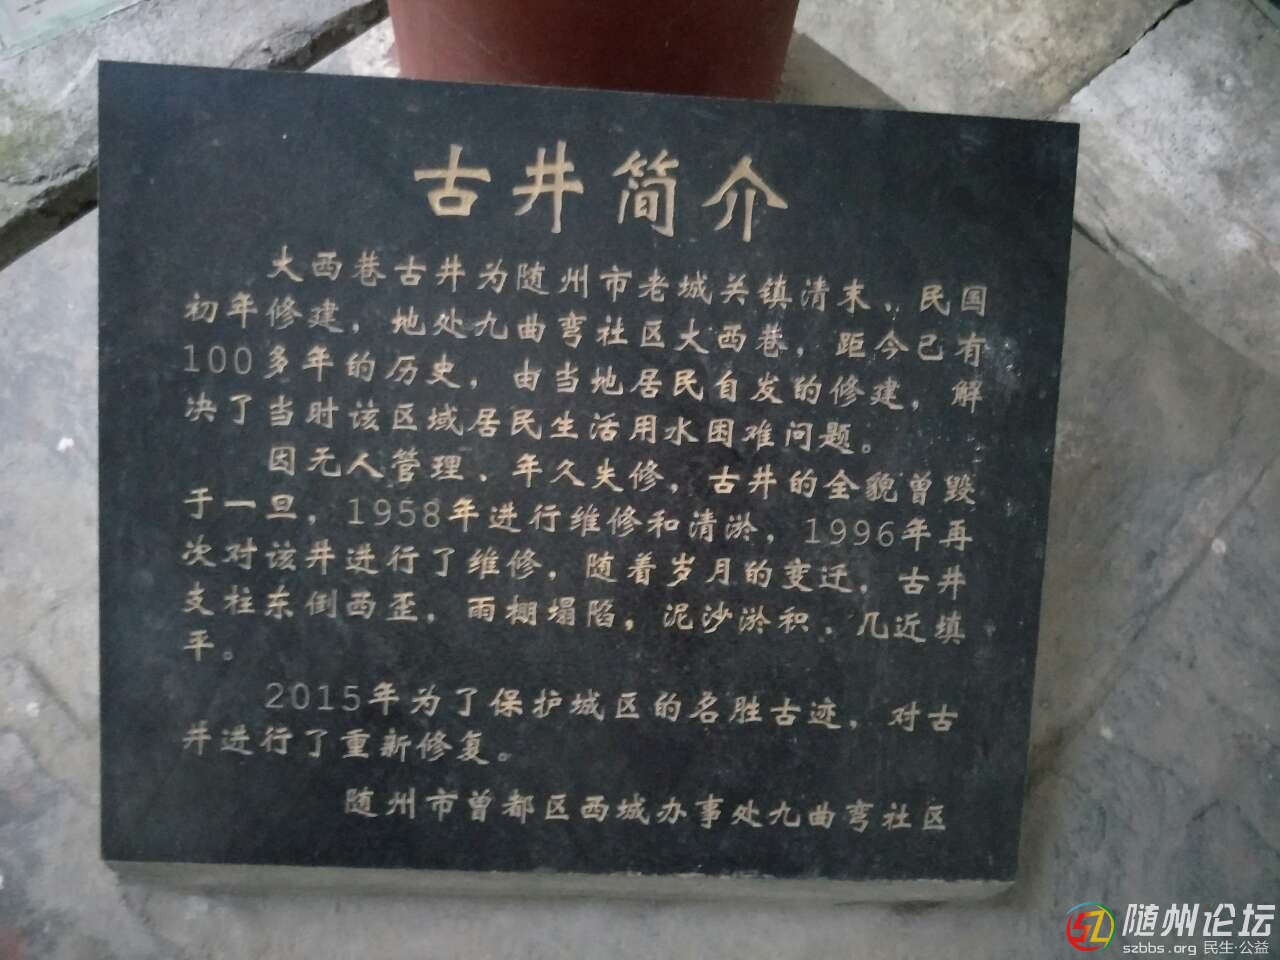 古井简介
大西巷古井为随州市老城关镇清末、民国
初年修建，地处九曲弯社区大西巷，距今已有
100多年的历史，由当地居民自发的修建，解
决了当时该区域居民生活用水困难问题。
因无人管理、年久失修，古井的全貌曾毁
于一旦，1958年进行维修和清淤，1996年再
次对该井进行了维修，随着岁月的变迁，古井
支柱东倒西歪，雨棚塌陷，泥沙淤积，几近填
平。
2015年为了保护城区的名胜古迹，对古
井进行了重新修复。
随州市曾都区西城办事处九曲弯社区
随州论坛
szbbs.org 民生·公益